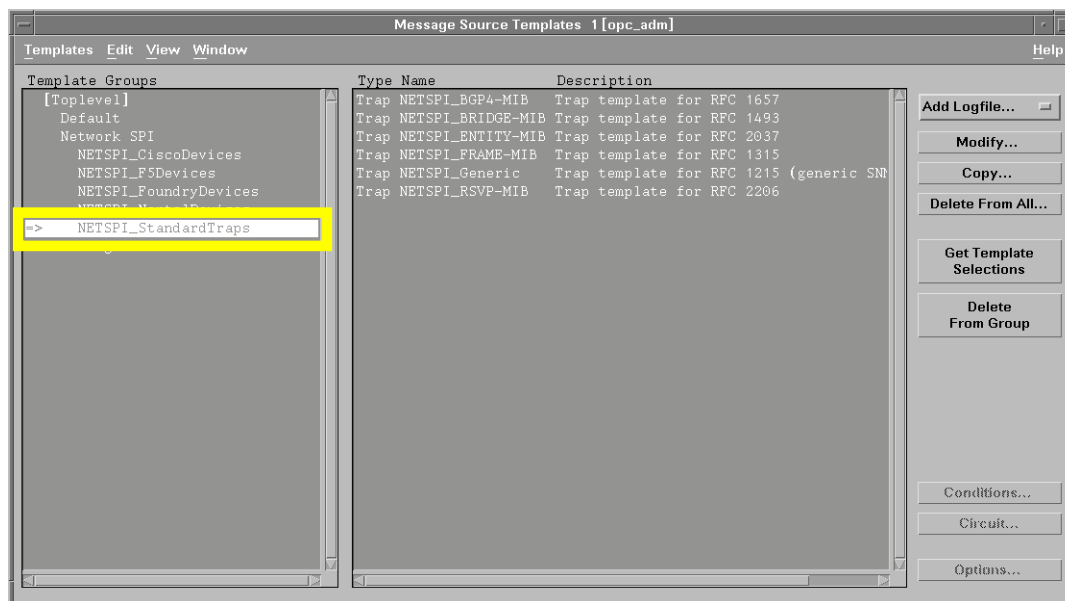 Message Source Templates 1 [opc_adm]
Templates Edit View Window Help
Template Groups
[Toplevel]
Default
Network SPI
NETSPI_CiscoDevices
NETSPI_F5Devices
NETSPI_FoundryDevices
=> NETSPI_StandardTraps
Type Name Description
Trap NETSPI_BGP4-MIB Trap template for RFC 1657
Trap NETSPI_BRIDGE-MIB Trap template for RFC 1493
Trap NETSPI_ENTITY-MIB Trap template for RFC 2037
Trap NETSPI_FRAME-MIB Trap template for RFC 1315
Trap NETSPI_Generic Trap template for RFC 1215 (generic
Trap NETSPI_RSVP-MIB Trap template for RFC 2206
Add Logfile...
Modify...
Copy...
Delete From All...
Get Template
Selections
Delete
From Group
Conditions...
Circuit...
Options...